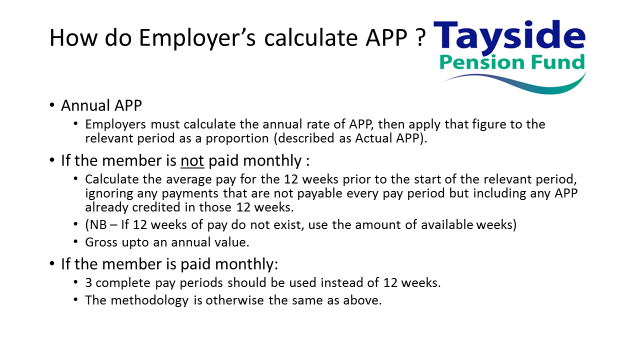 How do Employer's calculate APP ?
Tayside
Pension Fund
• Annual APP
• Employers must calculate the annual rate of APP, then apply that figure to the
relevant period as a proportion (described as Actual APP).
• If the member is not paid monthly :
• Calculate the average pay for the 12 weeks prior to the start of the relevant period,
ignoring any payments that are not payable every pay period but including any APP
already credited in those 12 weeks.
• (NB – If 12 weeks of pay do not exist, use the amount of available weeks)
• Gross upto an annual value.
• If the member is paid monthly:
• 3 complete pay periods should be used instead of 12 weeks.
• The methodology is otherwise the same as above.